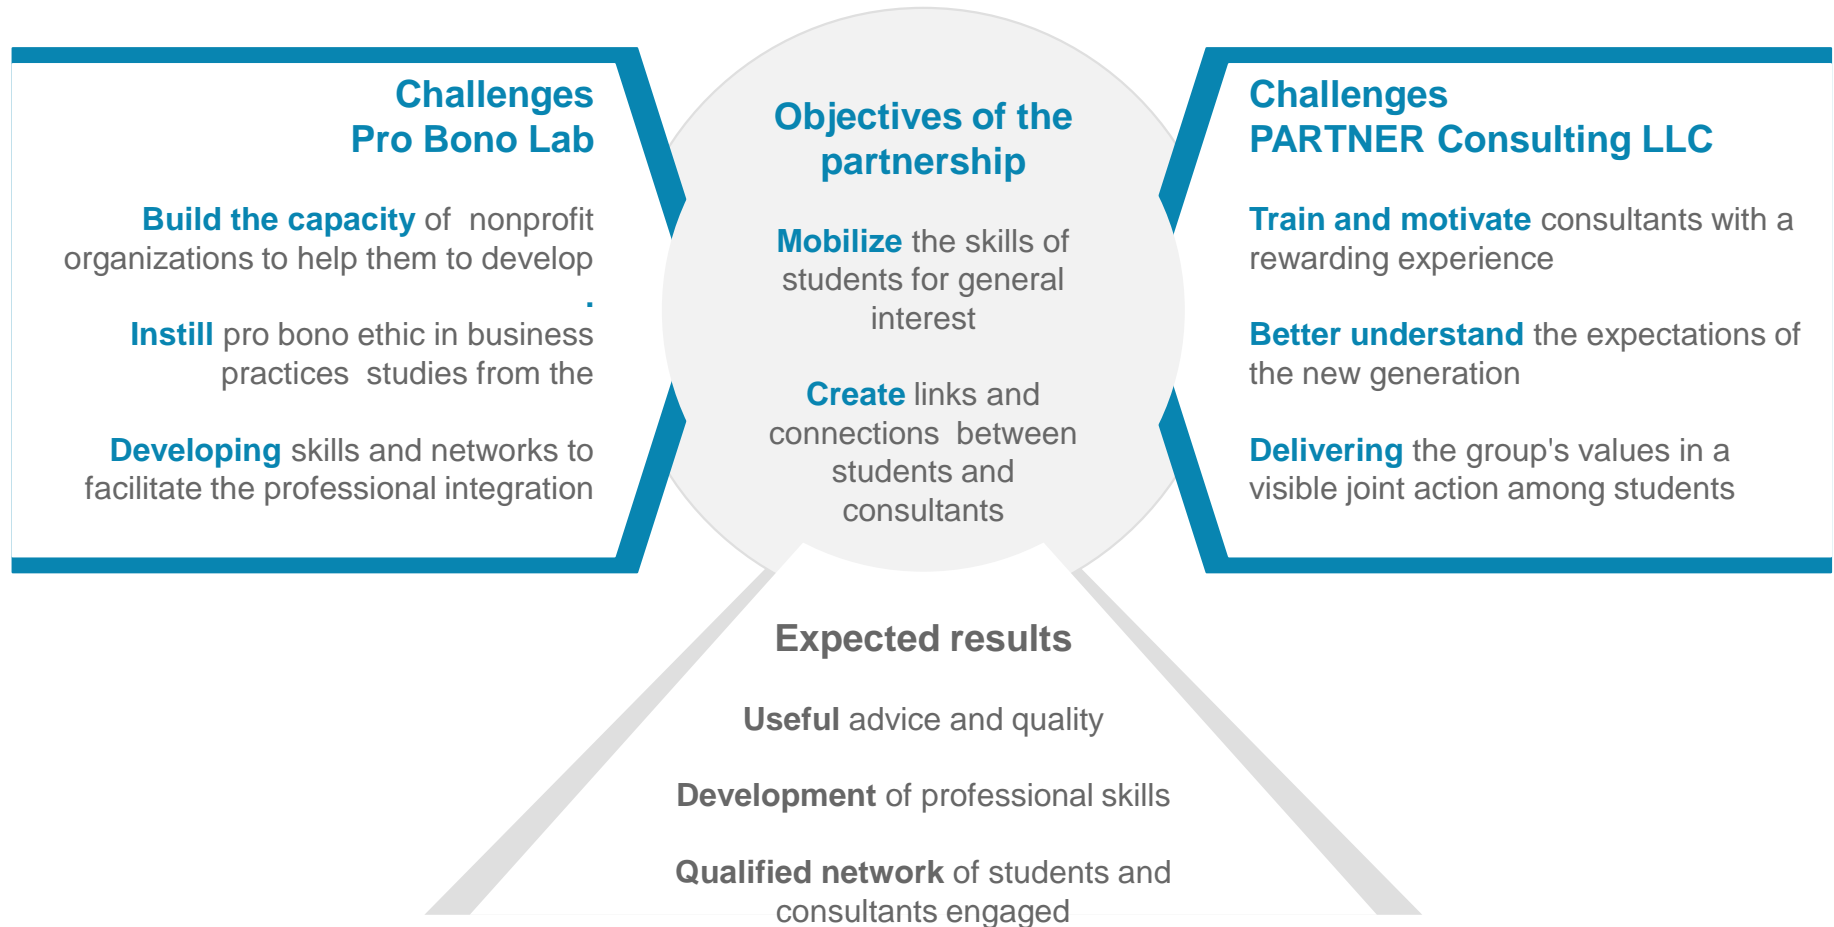 Challenges
Pro Bono Lab
Build the capacity of nonprofit
organizations to help them to develop
.
Instill pro bono ethic in business
practices studies from the
Developing skills and networks to
facilitate the professional integration
Objectives of the
partnership
Mobilize the skills of
students for general
interest
Create links and
connections between
students and
consultants
Challenges
PARTNER Consulting LLC
Train and motivate consultants with a
rewarding experience
Better understand the expectations of
the new generation
Delivering the group's values in a
visible joint action among students
Expected results
Useful advice and quality
Development of professional skills
Qualified network of students and
consultants engaged